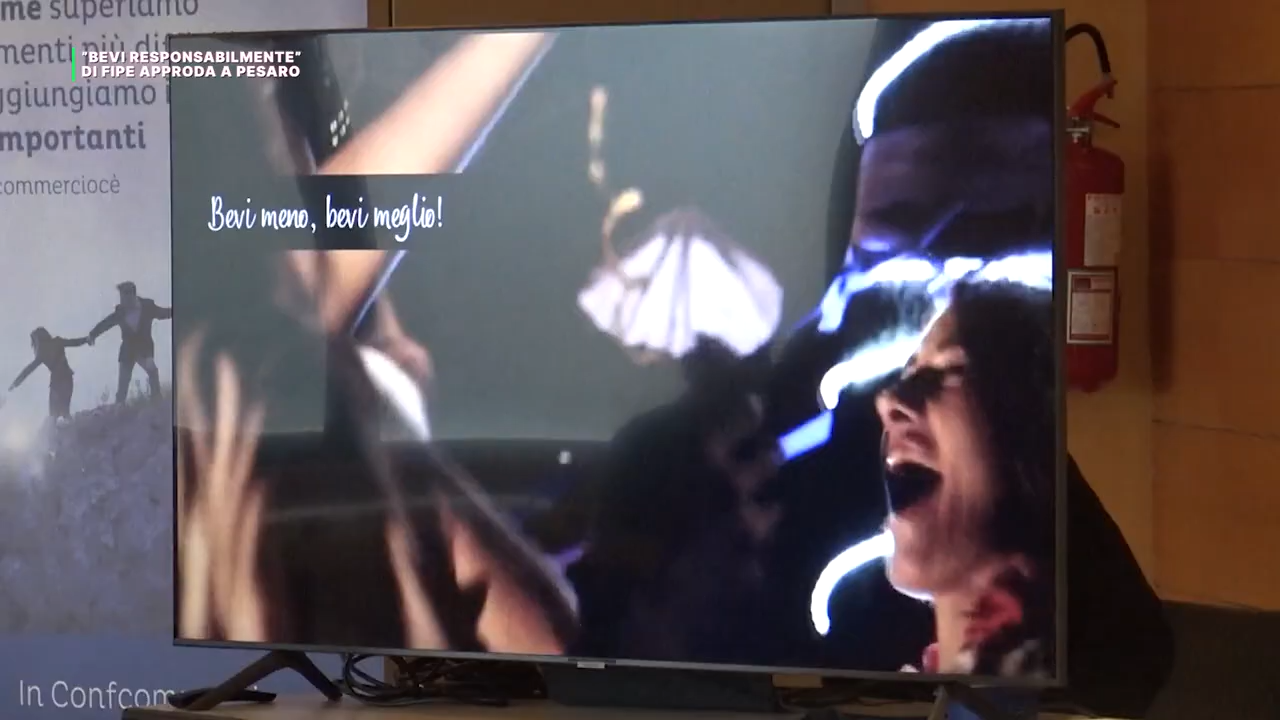 me superiamo
menti più dif
ggiungiamo i
mportanti
commerciocè
"BEVI RESPONSABILMENTE"
DI FIPE APPRODA A PESARO
Bevi meno, bevi meglio!
In Confcom